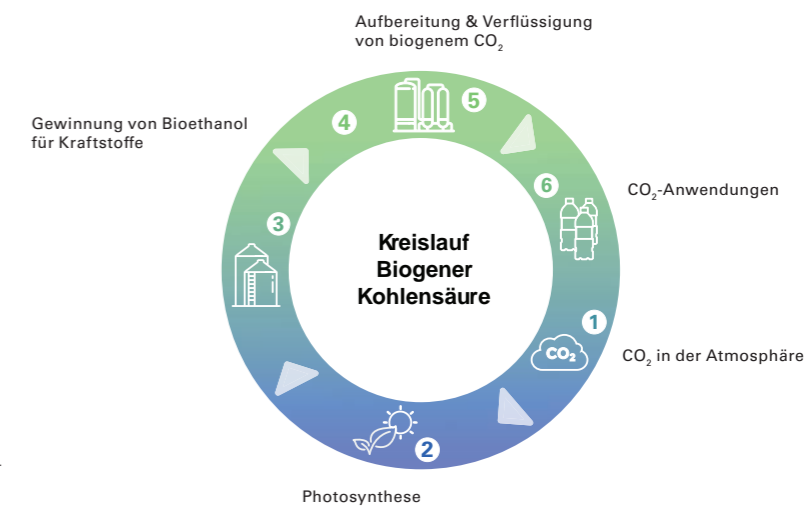 Aufbereitung & Verflüssigung
von biogenem CO₂
5
4
Gewinnung von Bioethanol
für Kraftstoffe
6
CO₂-Anwendungen
3
Kreislauf
Biogener
Kohlensäure
1
CO₂
CO₂ in der Atmosphäre
2
Photosynthese